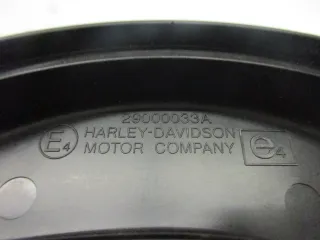 29000033A
E4 HARLEY-DAVIDSON
MOTOR COMPANY e4